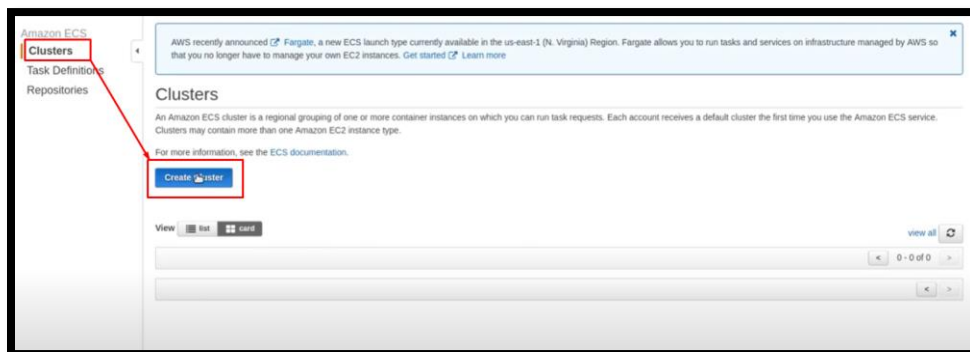 Amazon ECS
Clusters
Task Definitions
Repositories
AWS recently announced Fargate, a new ECS launch type currently available in the us-east-1 (N. Virginia) Region. Fargate allows you to run tasks and services on infrastructure managed by AWS so
that you no longer have to manage your own EC2 instances. Get started Learn more
Clusters
An Amazon ECS cluster is a regional grouping of one or more container instances on which you can run task requests. Each account receives a default cluster the first time you use the Amazon ECS service.
Clusters may contain more than one Amazon EC2 instance type.
For more information, see the ECS documentation.
Create Cluster
View list card
view all
0 - 0 of 0